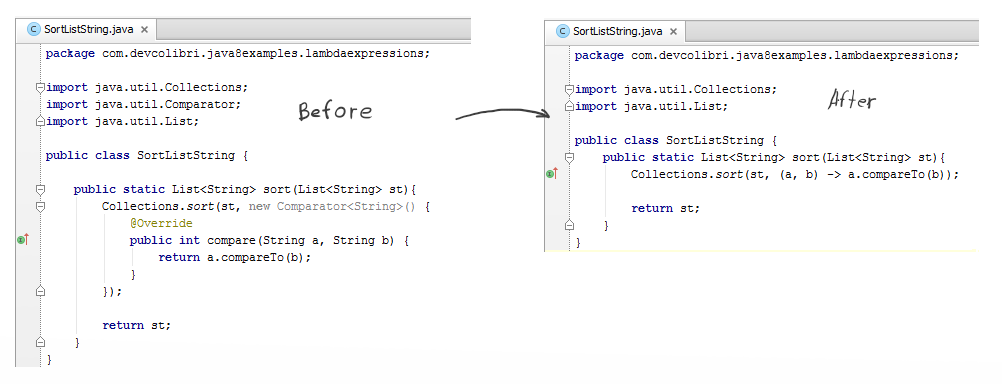 SortListString.java ×
package com.devcolibri.java8examples.lambdaexpressions;
import java.util.Collections;
import java.util.Comparator;
import java.util.List;
public class SortListString {
public static List<String> sort(List<String> st){
Collections.sort(st, new Comparator<String>() {
@Override
public int compare(String a, String b) {
return a.compareTo(b);
}
});
return st;
}
}
Before
SortListString.java ×
package com.devcolibri.java8examples.lambdaexpressions;
import java.util.Collections;
import java.util.List;
public class SortListString {
public static List<String> sort(List<String> st){
Collections.sort(st, (a, b) -> a.compareTo(b));
return st;
}
}
After